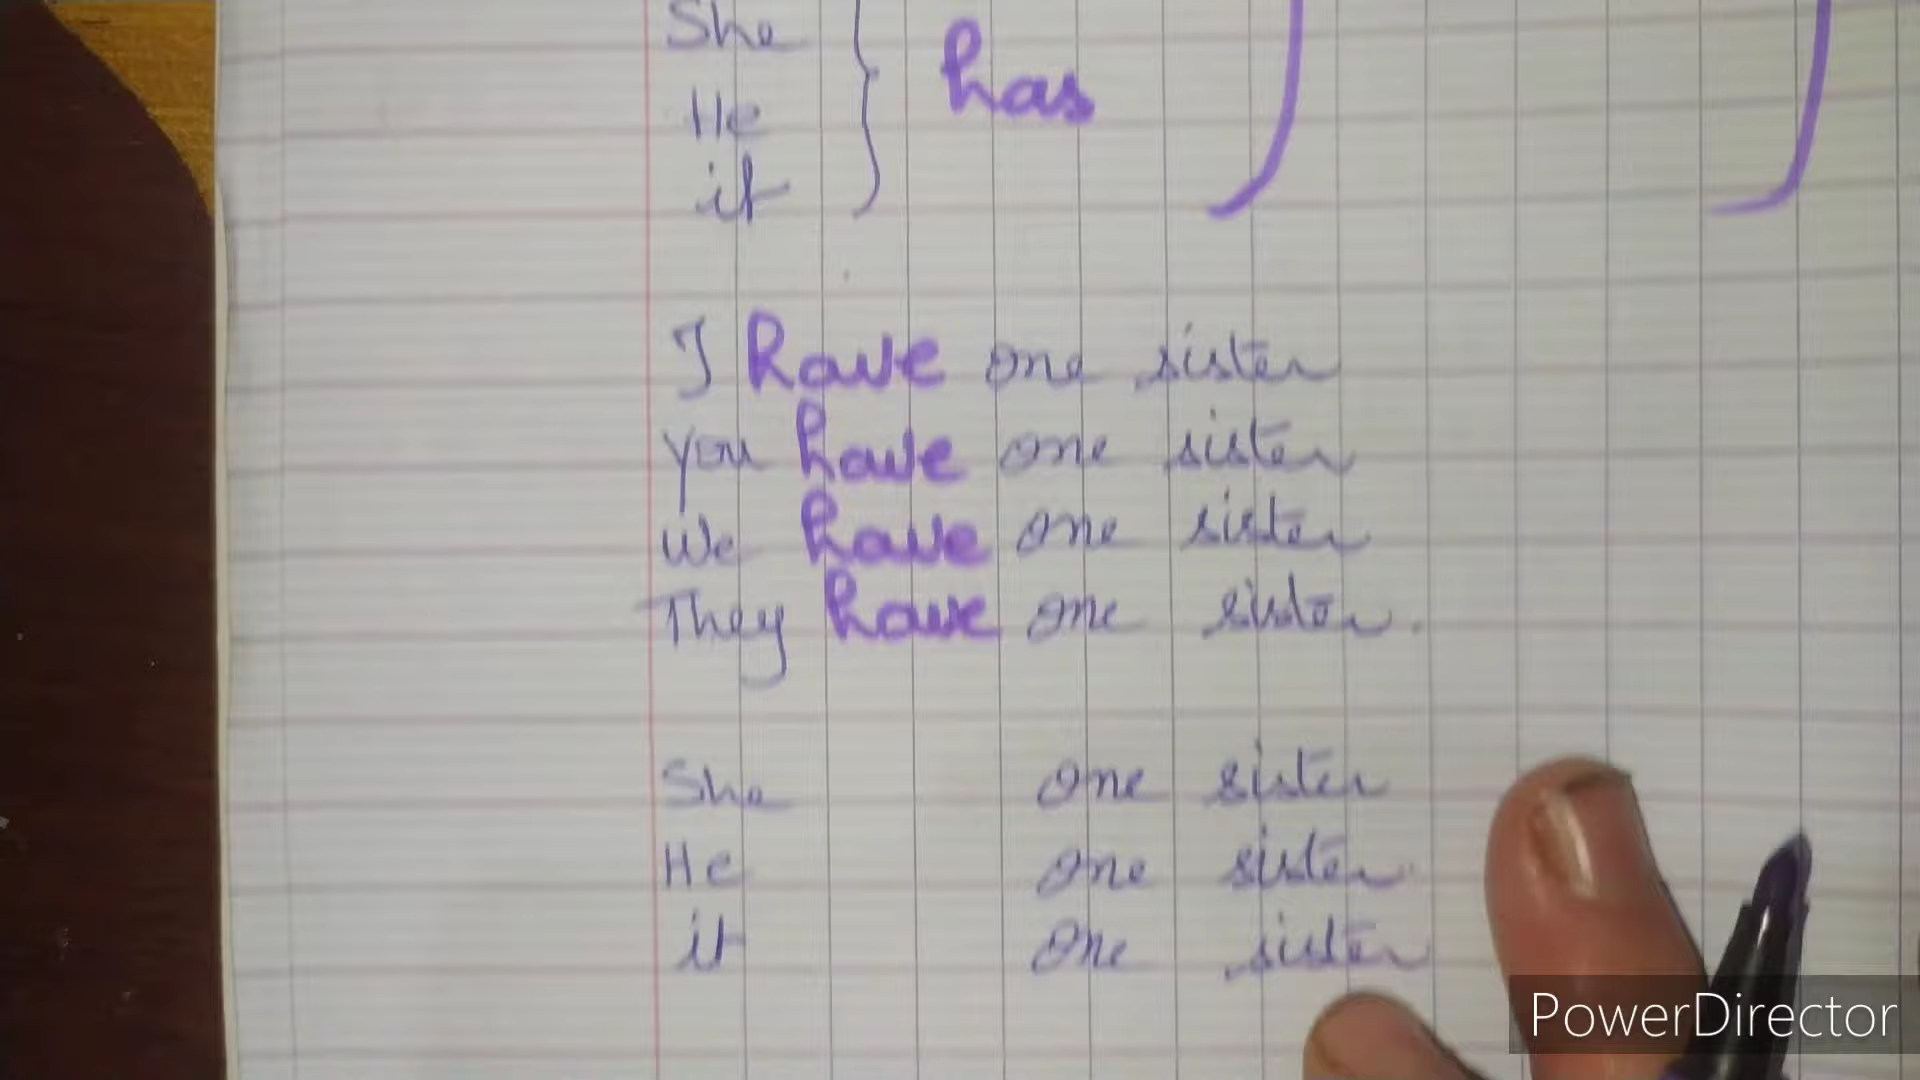 She
He
it
has
I have one sister
you have one sister
We have one sister
They have one sister.
She one sister
He one sister
it one sister
PowerDirector